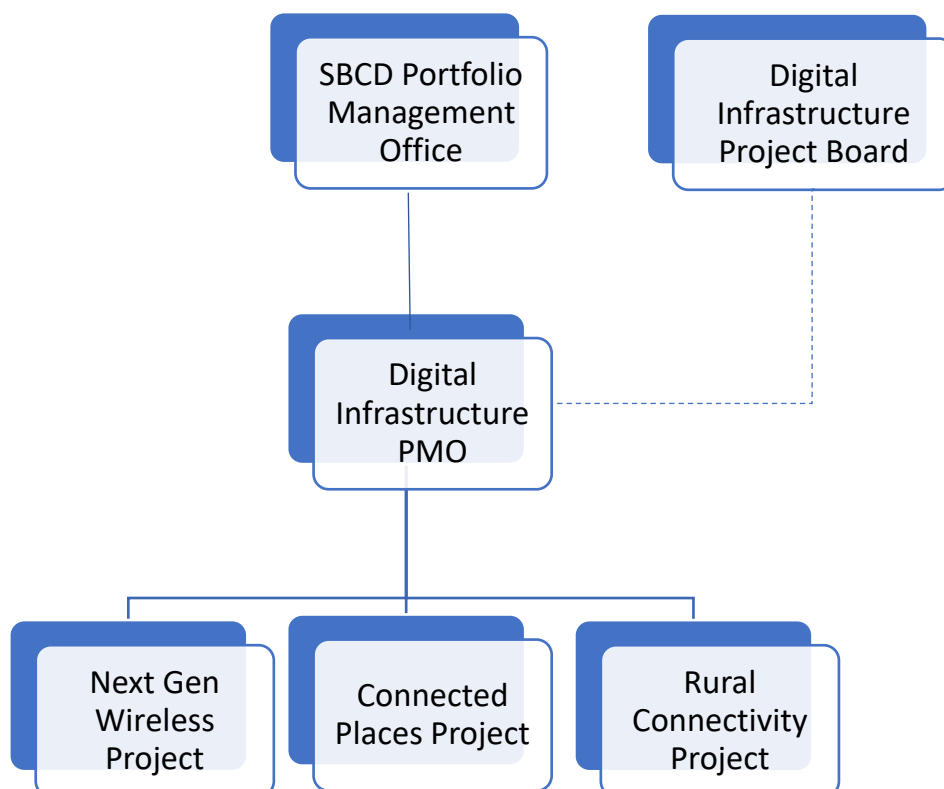 SBCD Portfolio
Management
Office
Digital
Infrastructure
Project Board
Digital
Infrastructure
PMO
Next Gen
Wireless
Project
Connected
Places Project
Rural
Connectivity
Project